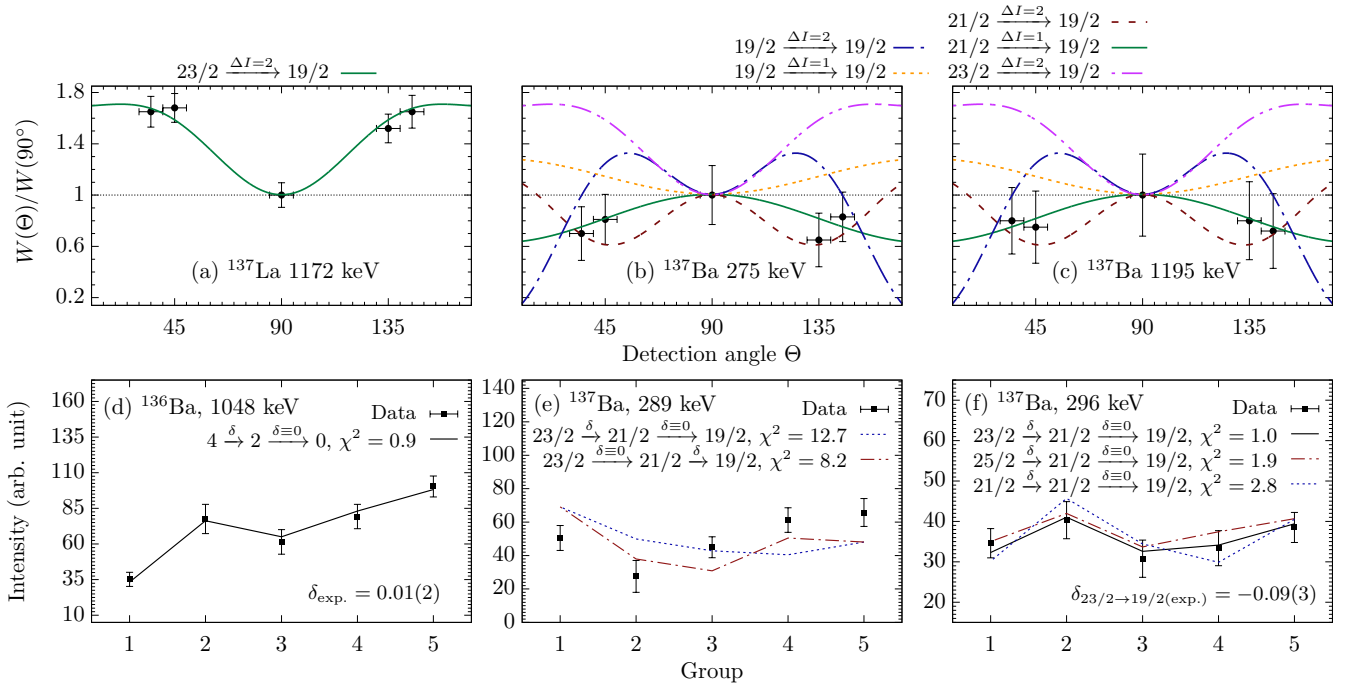 23/2 ΔI=2⟶ 19/2
19/2 ΔI=2⟶ 19/2
19/2 ΔI=1⟶ 19/2
21/2 ΔI=2⟶ 19/2
21/2 ΔI=1⟶ 19/2
23/2 ΔI=2⟶ 19/2
W(Θ)/W(90°)
1.8
1.4
1
0.6
0.2
(a) ¹³⁷La 1172 keV
(b) ¹³⁷Ba 275 keV
(c) ¹³⁷Ba 1195 keV
45 90 135
45 90 135
45 90 135
Detection angle Θ
Intensity (arb. unit)
160
135
110
85
60
35
10
(d) ¹³⁶Ba, 1048 keV
Data
4 δ→ 2 δ≡0⟶ 0, χ² = 0.9
δexp. = 0.01(2)
1 2 3 4 5
140
120
100
80
60
40
20
0
(e) ¹³⁷Ba, 289 keV
Data
23/2 δ→ 21/2 δ≡0⟶ 19/2, χ² = 12.7
23/2 δ≡0⟶ 21/2 δ→ 19/2, χ² = 8.2
1 2 3 4 5
70
60
50
40
30
20
(f) ¹³⁷Ba, 296 keV
Data
23/2 δ→ 21/2 δ≡0⟶ 19/2, χ² = 1.0
25/2 δ→ 21/2 δ≡0⟶ 19/2, χ² = 1.9
21/2 δ→ 21/2 δ≡0⟶ 19/2, χ² = 2.8
δ23/2→19/2(exp.) = −0.09(3)
1 2 3 4 5
Group